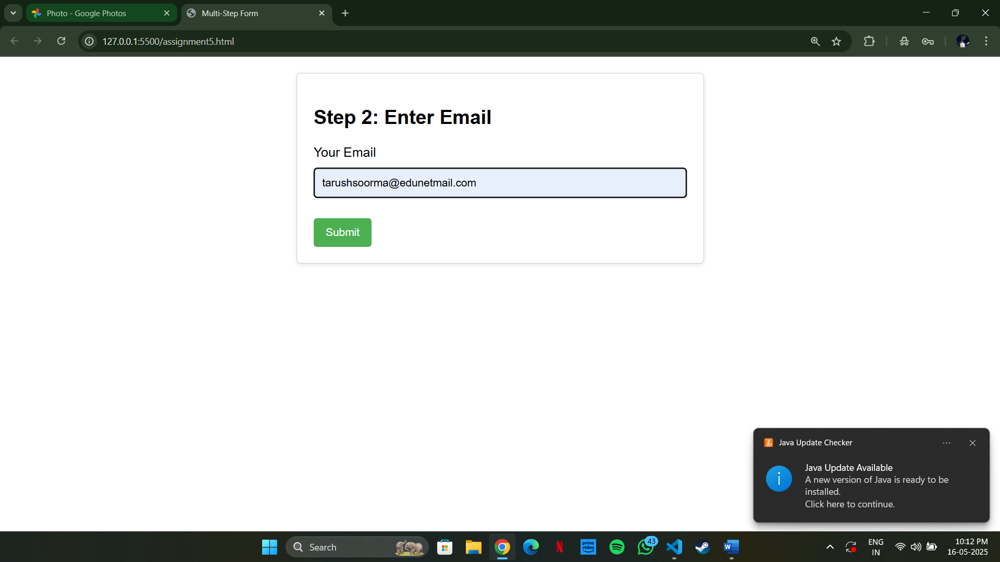 Photo - Google Photos
Multi-Step Form
127.0.0.1:5500/assignment5.html
Step 2: Enter Email
Your Email
tarushsoorma@edunetmail.com
Submit
Java Update Checker
Java Update Available
A new version of Java is ready to be
installed.
Click here to continue.
Search
N
prime
video
43
W
ENG
IN
10:12 PM
16-05-2025